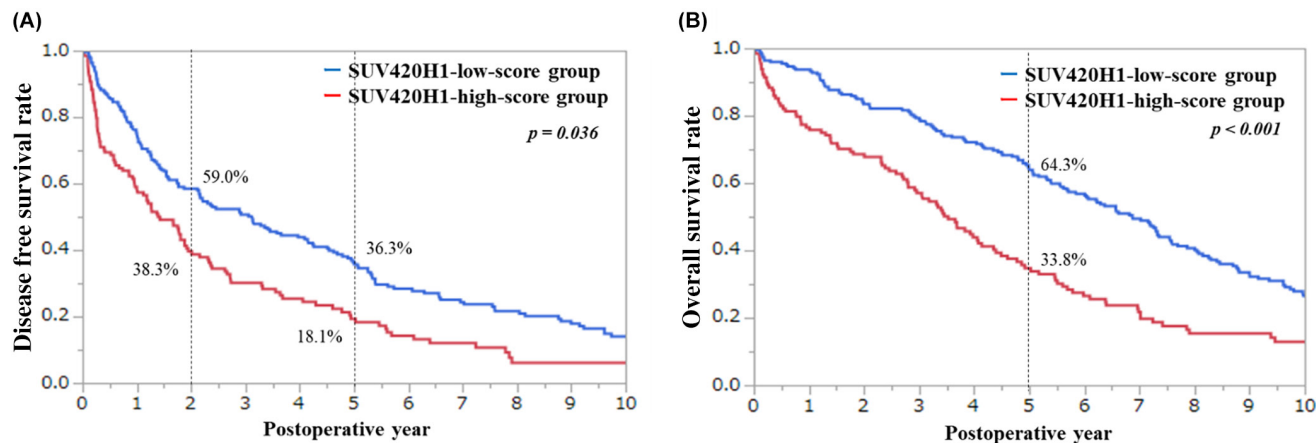 (A)
Disease free survival rate
1.0
0.8
0.6
0.4
0.2
0.0
SUV420H1-low-score group
SUV420H1-high-score group
p = 0.036
59.0%
38.3%
36.3%
18.1%
0 1 2 3 4 5 6 7 8 9 10
Postoperative year
(B)
Overall survival rate
1.0
0.8
0.6
0.4
0.2
0.0
SUV420H1-low-score group
SUV420H1-high-score group
p < 0.001
64.3%
33.8%
0 1 2 3 4 5 6 7 8 9 10
Postoperative year